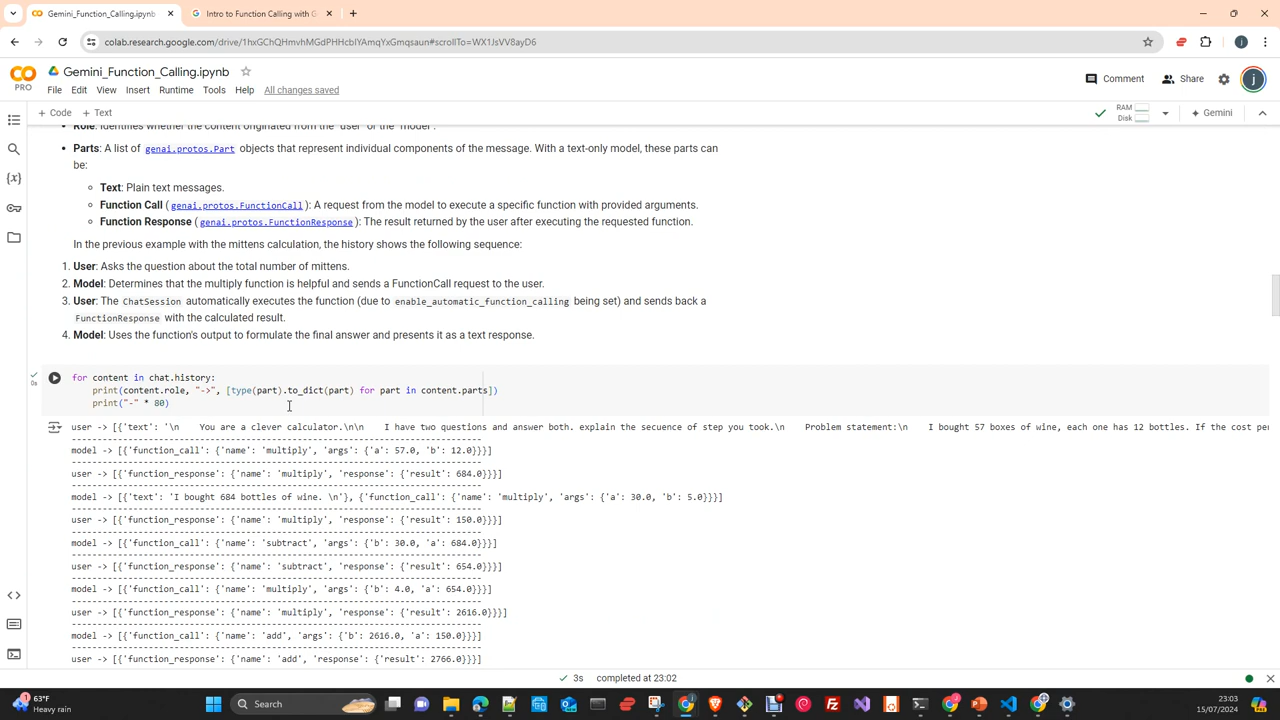 Gemini_Function_Calling.ipynb
Intro to Function Calling with G
colab.research.google.com/drive/1hxGChQHmvhMGdPHHcbIYAmqYxGmqsaun#scrollTo=WX1JsVV8ayD6
Gemini_Function_Calling.ipynb
Comment
Share
j
PRO
File Edit View Insert Runtime Tools Help All changes saved
+ Code + Text
RAM
Disk
Gemini
Role: Identifies whether the content originated from the "user" or the "model".
Parts: A list of genai.protos.Part objects that represent individual components of the message. With a text-only model, these parts can
be:
Text: Plain text messages.
Function Call ( genai.protos.FunctionCall ): A request from the model to execute a specific function with provided arguments.
Function Response ( genai.protos.FunctionResponse ): The result returned by the user after executing the requested function.
In the previous example with the mittens calculation, the history shows the following sequence:
1. User: Asks the question about the total number of mittens.
2. Model: Determines that the multiply function is helpful and sends a FunctionCall request to the user.
3. User: The ChatSession automatically executes the function (due to enable_automatic_function_calling being set) and sends back a
FunctionResponse with the calculated result.
4. Model: Uses the function's output to formulate the final answer and presents it as a text response.
0s
for content in chat.history:
print(content.role, "->", [type(part).to_dict(part) for part in content.parts])
print("-" * 80)
user -> [{'text': '\n    You are a clever calculator.\n\n    I have two questions and answer both. explain the secuence of step you took.\n    Problem statement:\n    I bought 57 boxes of wine, each one has 12 bottles. If the cost pe
--------------------------------------------------------------------------------
model -> [{'function_call': {'name': 'multiply', 'args': {'a': 57.0, 'b': 12.0}}}]
--------------------------------------------------------------------------------
user -> [{'function_response': {'name': 'multiply', 'response': {'result': 684.0}}}]
--------------------------------------------------------------------------------
model -> [{'text': 'I bought 684 bottles of wine. \n'}, {'function_call': {'name': 'multiply', 'args': {'a': 30.0, 'b': 5.0}}}]
--------------------------------------------------------------------------------
user -> [{'function_response': {'name': 'multiply', 'response': {'result': 150.0}}}]
--------------------------------------------------------------------------------
model -> [{'function_call': {'name': 'subtract', 'args': {'b': 30.0, 'a': 684.0}}}]
--------------------------------------------------------------------------------
user -> [{'function_response': {'name': 'subtract', 'response': {'result': 654.0}}}]
--------------------------------------------------------------------------------
model -> [{'function_call': {'name': 'multiply', 'args': {'b': 4.0, 'a': 654.0}}}]
--------------------------------------------------------------------------------
user -> [{'function_response': {'name': 'multiply', 'response': {'result': 2616.0}}}]
--------------------------------------------------------------------------------
model -> [{'function_call': {'name': 'add', 'args': {'b': 2616.0, 'a': 150.0}}}]
--------------------------------------------------------------------------------
user -> [{'function_response': {'name': 'add', 'response': {'result': 2766.0}}}]
3s completed at 23:02
63°F
Heavy rain
Search
23:03
15/07/2024